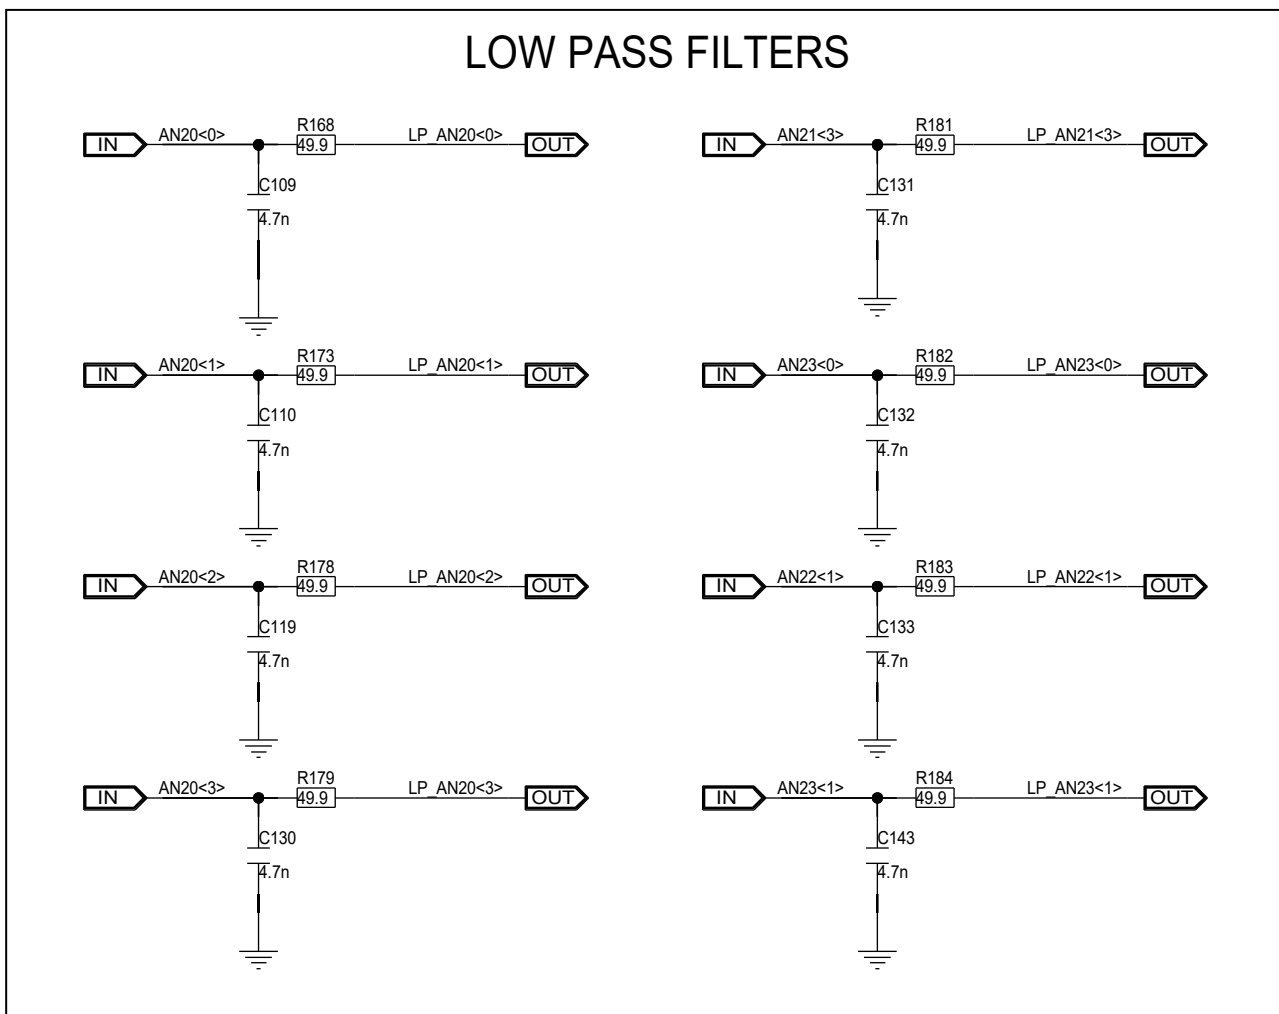 LOW PASS FILTERS
IN AN20<0> R168 49.9 LP_AN20<0> OUT
C109
4.7n
IN AN21<3> R181 49.9 LP_AN21<3> OUT
C131
4.7n
IN AN20<1> R173 49.9 LP_AN20<1> OUT
C110
4.7n
IN AN23<0> R182 49.9 LP_AN23<0> OUT
C132
4.7n
IN AN20<2> R178 49.9 LP_AN20<2> OUT
C119
4.7n
IN AN22<1> R183 49.9 LP_AN22<1> OUT
C133
4.7n
IN AN20<3> R179 49.9 LP_AN20<3> OUT
C130
4.7n
IN AN23<1> R184 49.9 LP_AN23<1> OUT
C143
4.7n